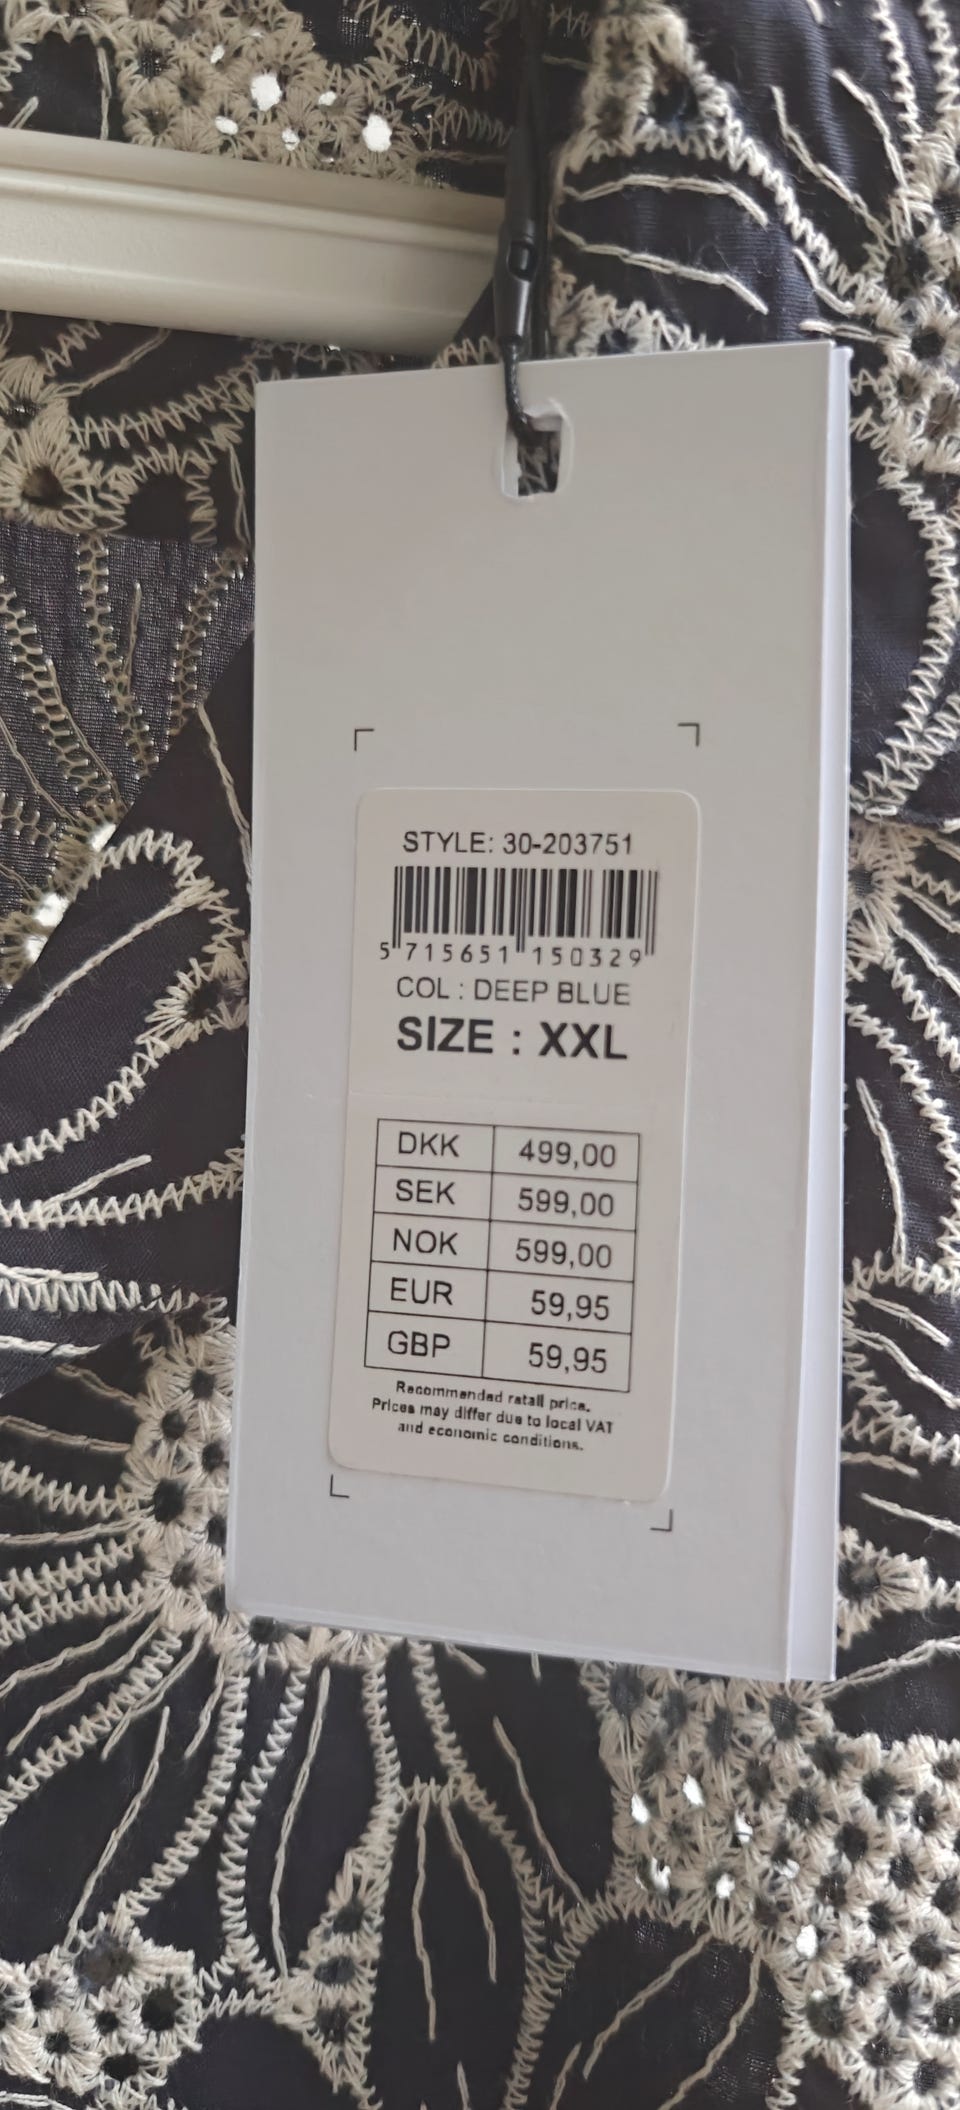 STYLE: 30-203751
5 715651 150329
COL : DEEP BLUE
SIZE : XXL
DKK 499,00
SEK 599,00
NOK 599,00
EUR 59,95
GBP 59,95
Recommended retail price.
Prices may differ due to local VAT
and economic conditions.